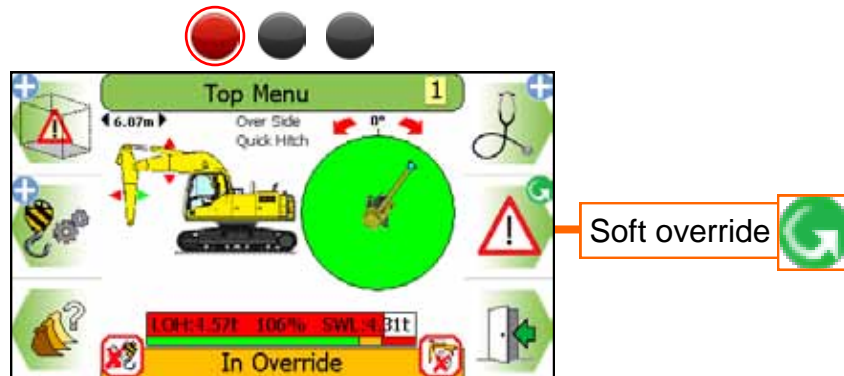 Top Menu 1
6.07m
Over Side
Quick Hitch
0°
Soft override
LOH:4.57t 106% SWL:4.31t
In Override